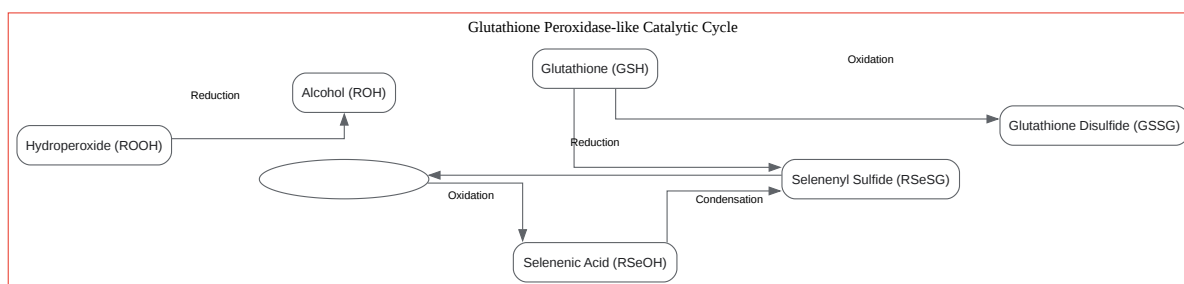 Glutathione Peroxidase-like Catalytic Cycle
Glutathione (GSH)
Oxidation
Alcohol (ROH)
Reduction
Glutathione Disulfide (GSSG)
Hydroperoxide (ROOH)
Reduction
Selenenyl Sulfide (RSeSG)
Oxidation
Condensation
Selenenic Acid (RSeOH)